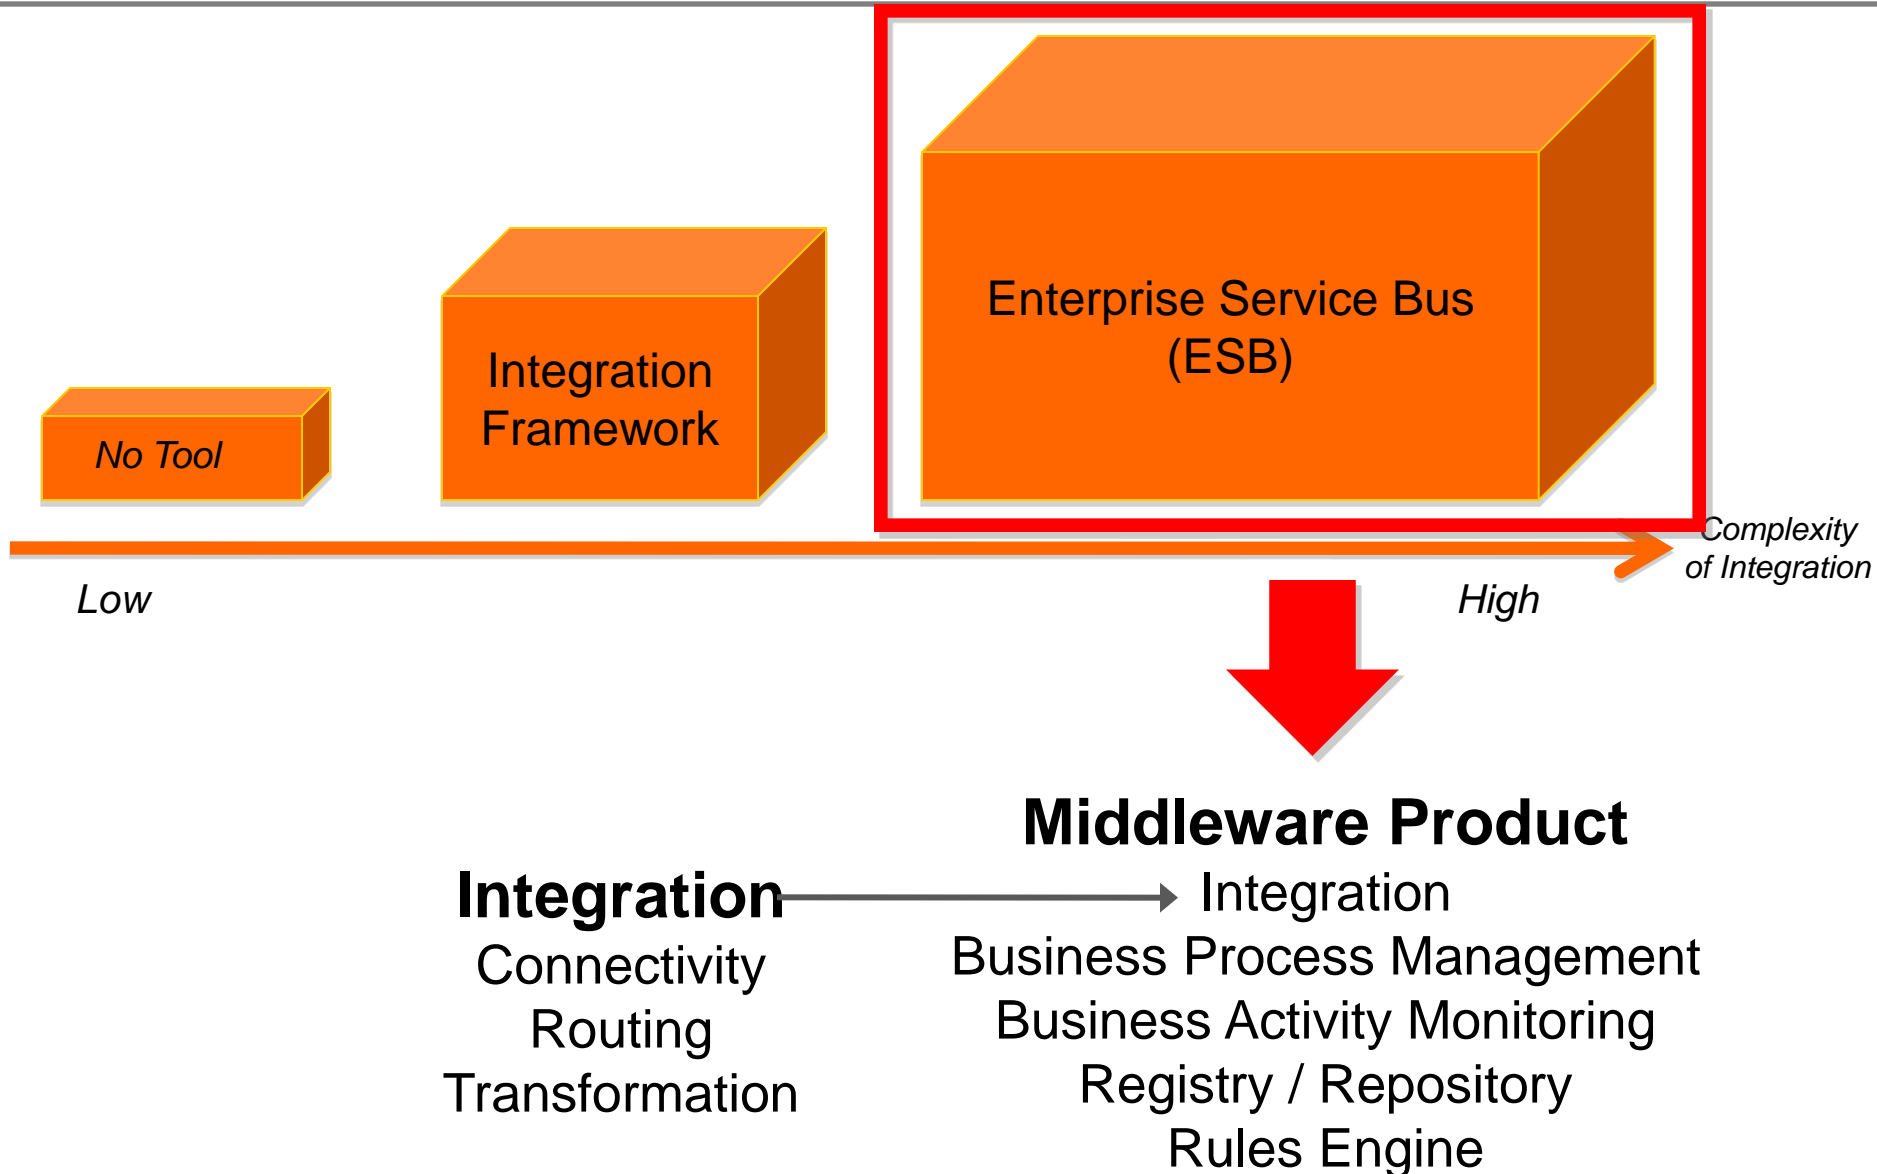 No Tool
Integration
Framework
Enterprise Service Bus
(ESB)
Complexity
of Integration
Low
High
Integration
Connectivity
Routing
Transformation
Middleware Product
Integration
Business Process Management
Business Activity Monitoring
Registry / Repository
Rules Engine